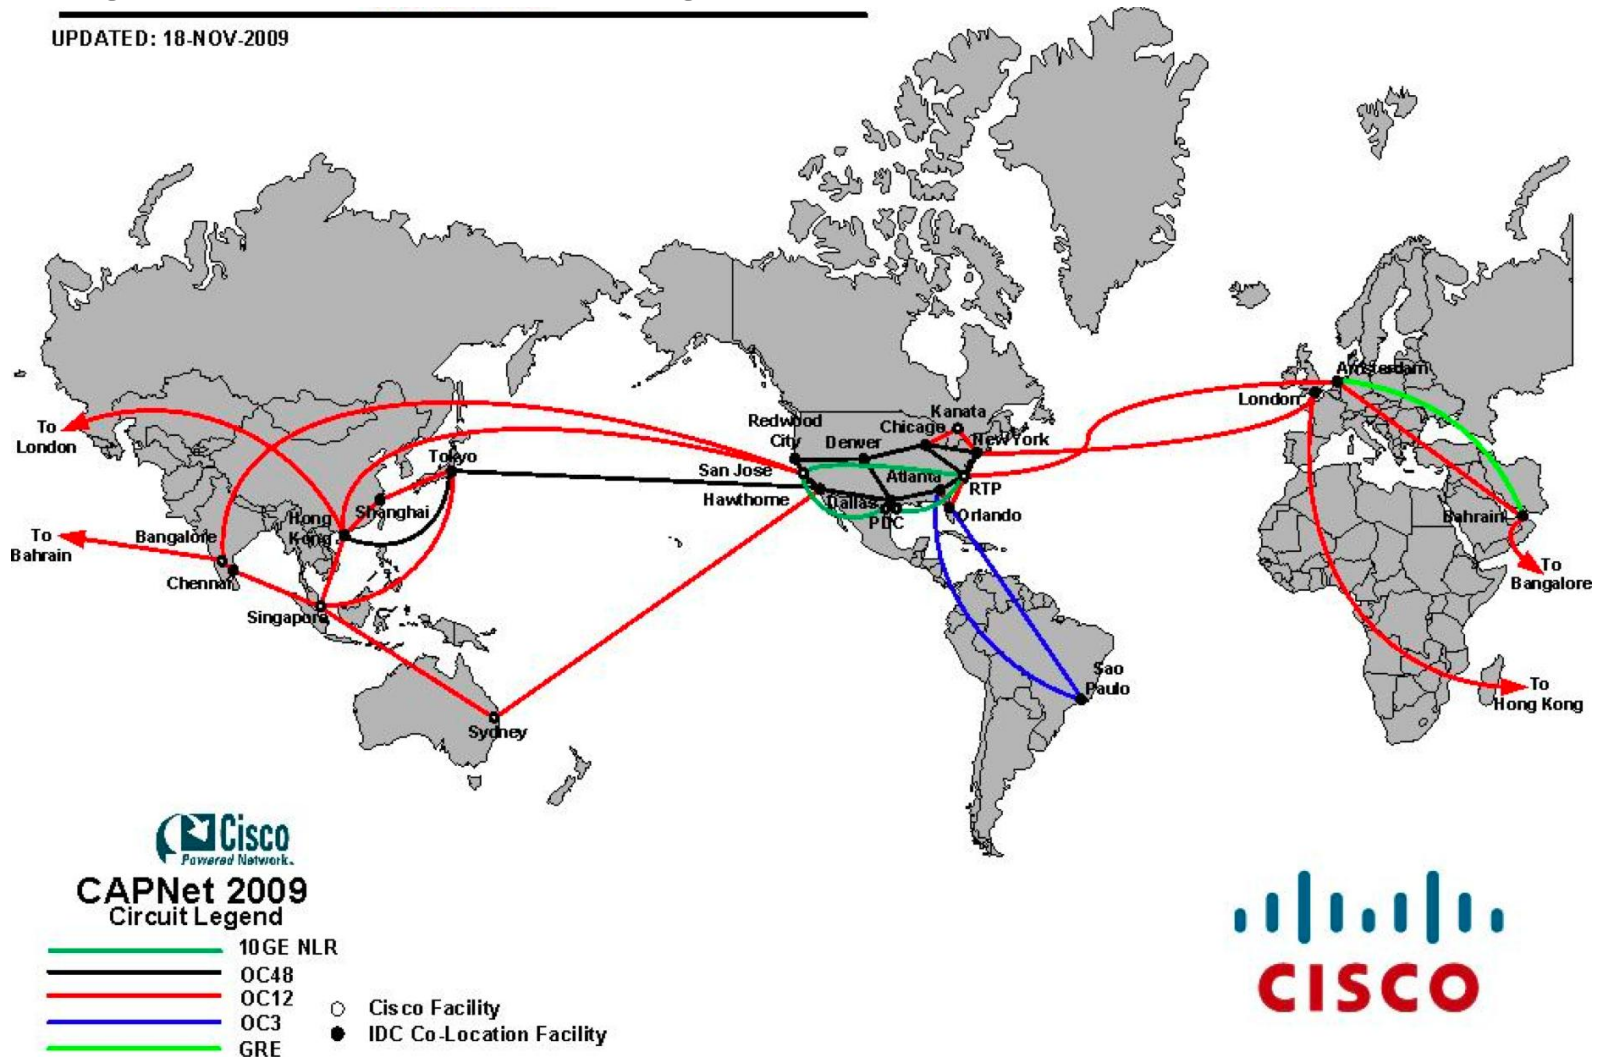 UPDATED: 18-NOV-2009
To
London
To
Bahrain
Bangalore
Chennai
Singapore
Hong
Kong
Shanghai
Tokyo
Sydney
Redwood
City
San Jose
Hawthorne
Denver
Chicago
Kanata
New York
Atlanta
Dallas
PDC
RTP
Orlando
Sao
Paulo
London
Amsterdam
Bahrain
To
Bangalore
To
Hong Kong
Cisco
Powered Network.
CAPNet 2009
Circuit Legend
10GE NLR
OC48
OC12
OC3
GRE
Cisco Facility
IDC Co-Location Facility
CISCO